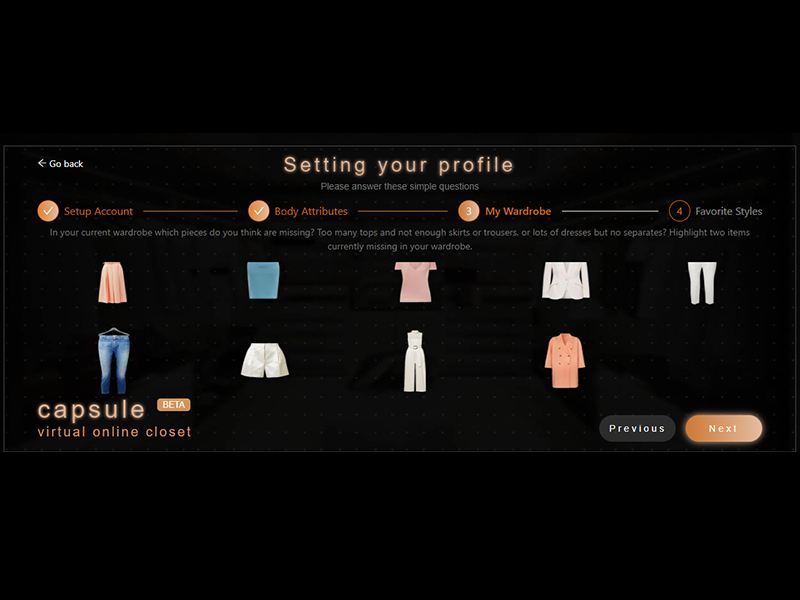 Go back
Setting your profile
Please answer these simple questions
Setup Account
Body Attributes
3 My Wardrobe
4 Favorite Styles
In your current wardrobe which pieces do you think are missing? Too many tops and not enough skirts or trousers, or lots of dresses but no separates? Highlight two items
currently missing in your wardrobe.
capsule BETA
virtual online closet
Previous
Next